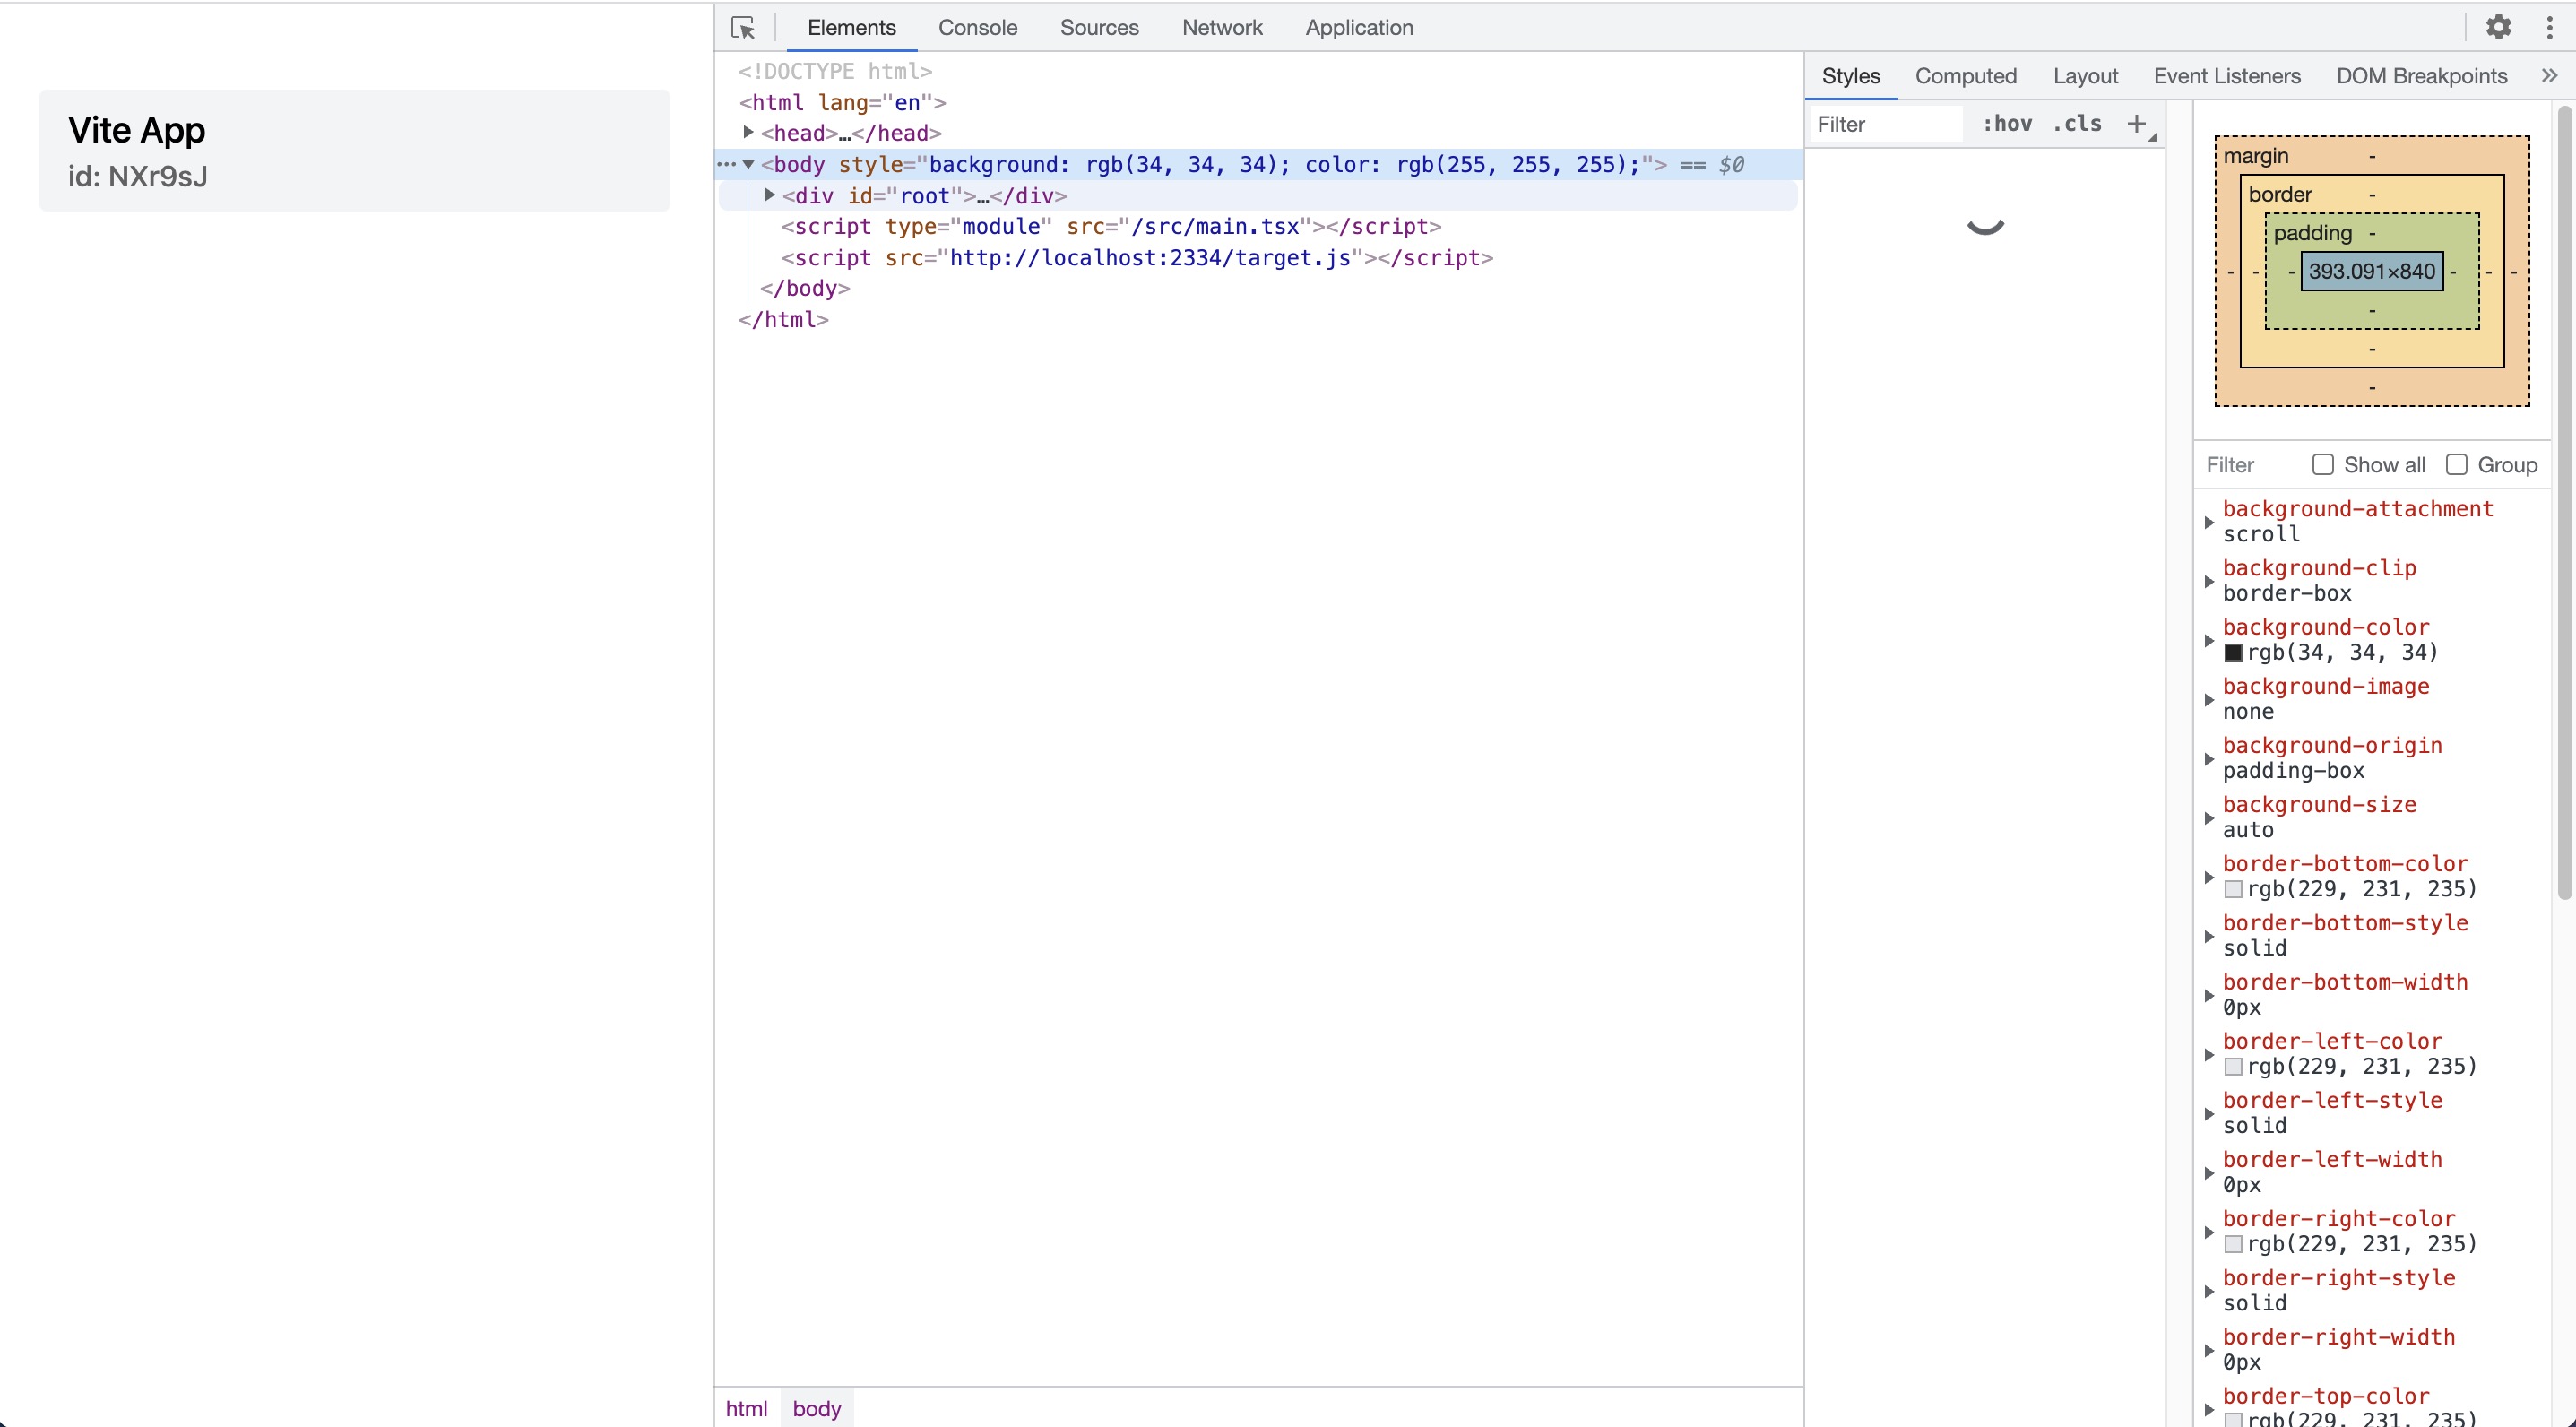 Vite App
id: NXr9sJ
Elements
Console
Sources
Network
Application
<!DOCTYPE html>
<html lang="en">
<head>…</head>
<body style="background: rgb(34, 34, 34); color: rgb(255, 255, 255);"> == $0
<div id="root">…</div>
<script type="module" src="/src/main.tsx"></script>
<script src="http://localhost:2334/target.js"></script>
</body>
</html>
html
body
Styles
Computed
Layout
Event Listeners
DOM Breakpoints
Filter
:hov
.cls
margin -
border -
padding -
- - - 393.091×840 - - -
-
-
-
Filter
Show all
Group
background-attachment
scroll
background-clip
border-box
background-color
rgb(34, 34, 34)
background-image
none
background-origin
padding-box
background-size
auto
border-bottom-color
rgb(229, 231, 235)
border-bottom-style
solid
border-bottom-width
0px
border-left-color
rgb(229, 231, 235)
border-left-style
solid
border-left-width
0px
border-right-color
rgb(229, 231, 235)
border-right-style
solid
border-right-width
0px
border-top-color
rgb(229, 231, 235)